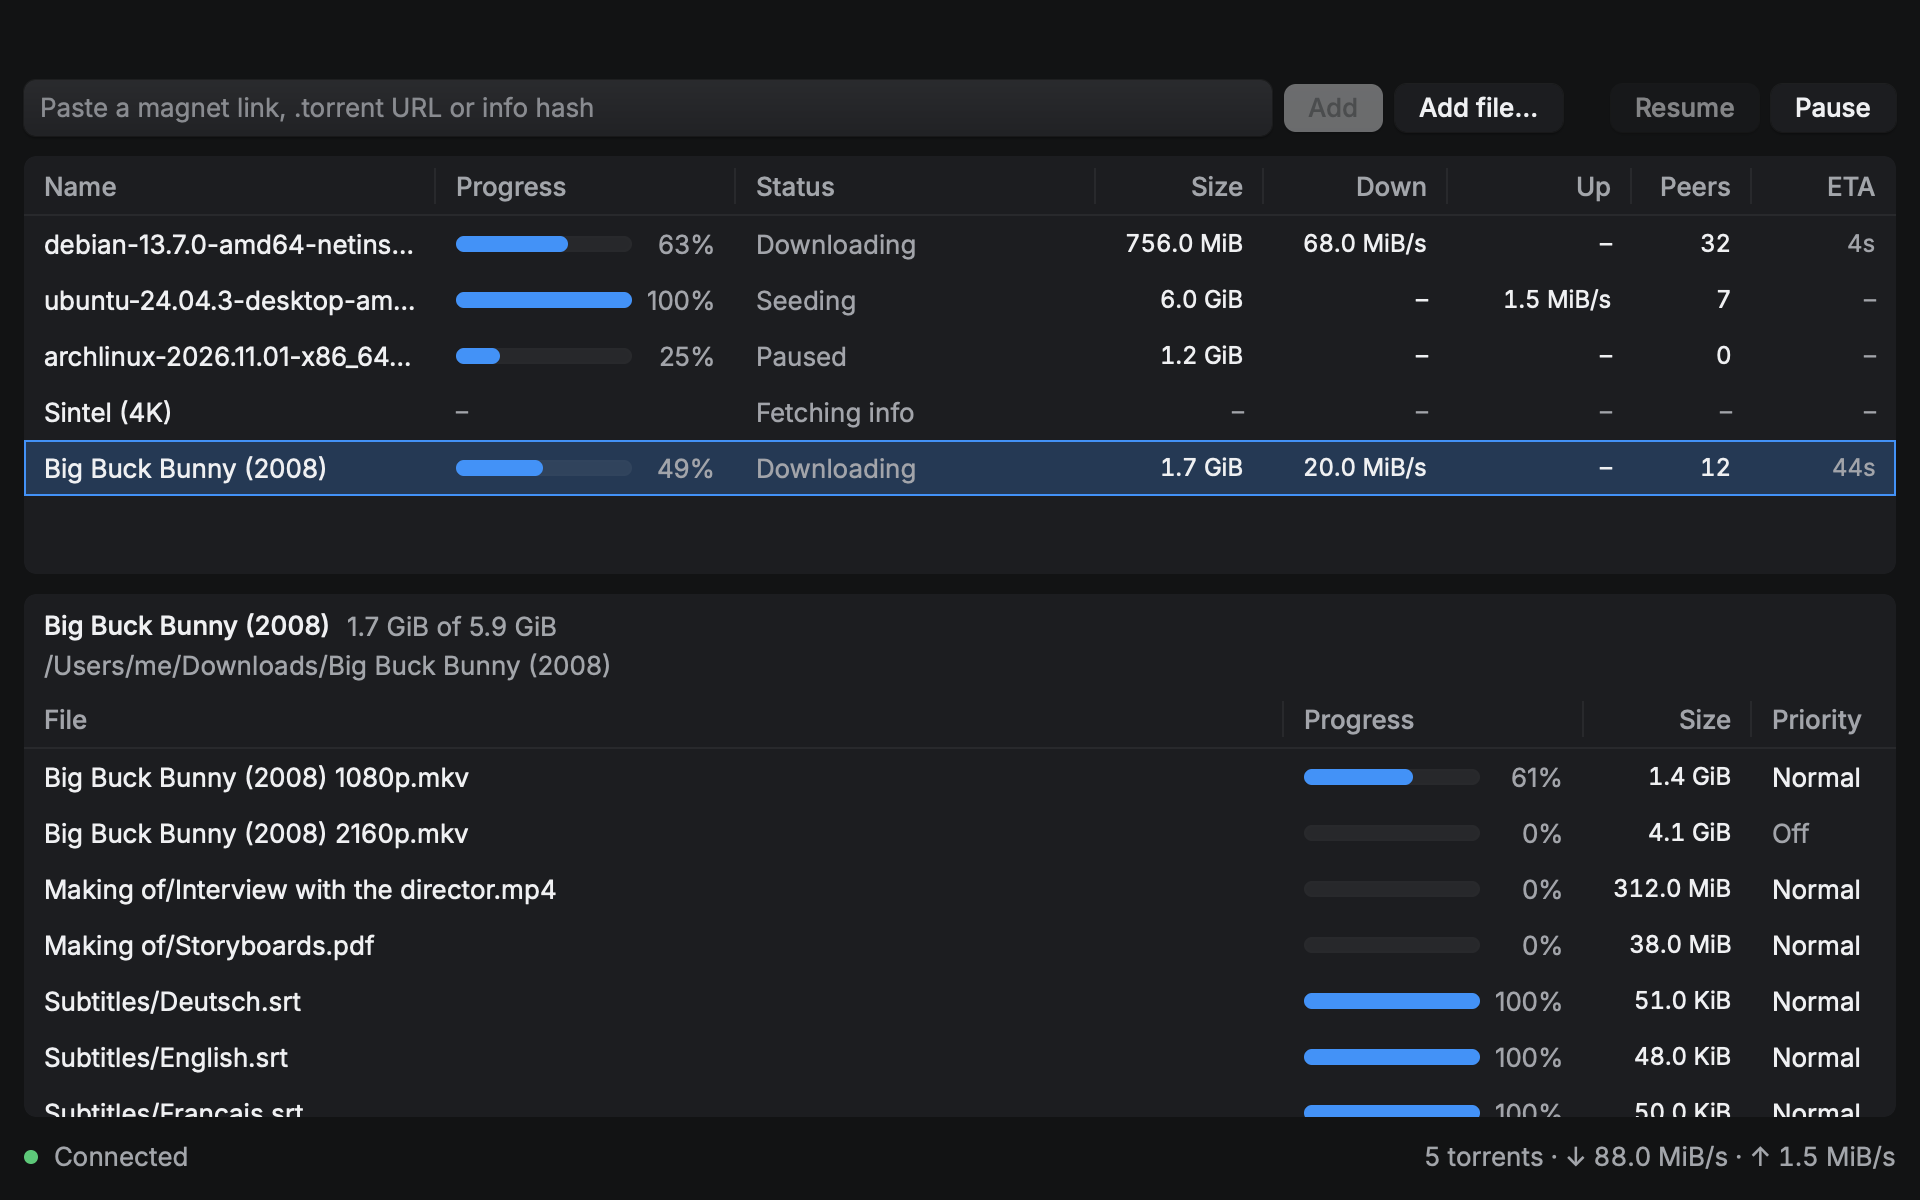 Paste a magnet link, .torrent URL or info hash Add Add file... Resume Pause
Name Progress Status Size Down Up Peers ETA
debian-13.7.0-amd64-netins... 63% Downloading 756.0 MiB 68.0 MiB/s – 32 4s
ubuntu-24.04.3-desktop-am... 100% Seeding 6.0 GiB – 1.5 MiB/s 7 –
archlinux-2026.11.01-x86_64... 25% Paused 1.2 GiB – – 0 –
Sintel (4K) – Fetching info – – – – –
Big Buck Bunny (2008) 49% Downloading 1.7 GiB 20.0 MiB/s – 12 44s
Big Buck Bunny (2008) 1.7 GiB of 5.9 GiB
/Users/me/Downloads/Big Buck Bunny (2008)
File Progress Size Priority
Big Buck Bunny (2008) 1080p.mkv 61% 1.4 GiB Normal
Big Buck Bunny (2008) 2160p.mkv 0% 4.1 GiB Off
Making of/Interview with the director.mp4 0% 312.0 MiB Normal
Making of/Storyboards.pdf 0% 38.0 MiB Normal
Subtitles/Deutsch.srt 100% 51.0 KiB Normal
Subtitles/English.srt 100% 48.0 KiB Normal
Subtitles/Francais.srt 100% 50.0 KiB Normal
Connected 5 torrents · ↓ 88.0 MiB/s · ↑ 1.5 MiB/s